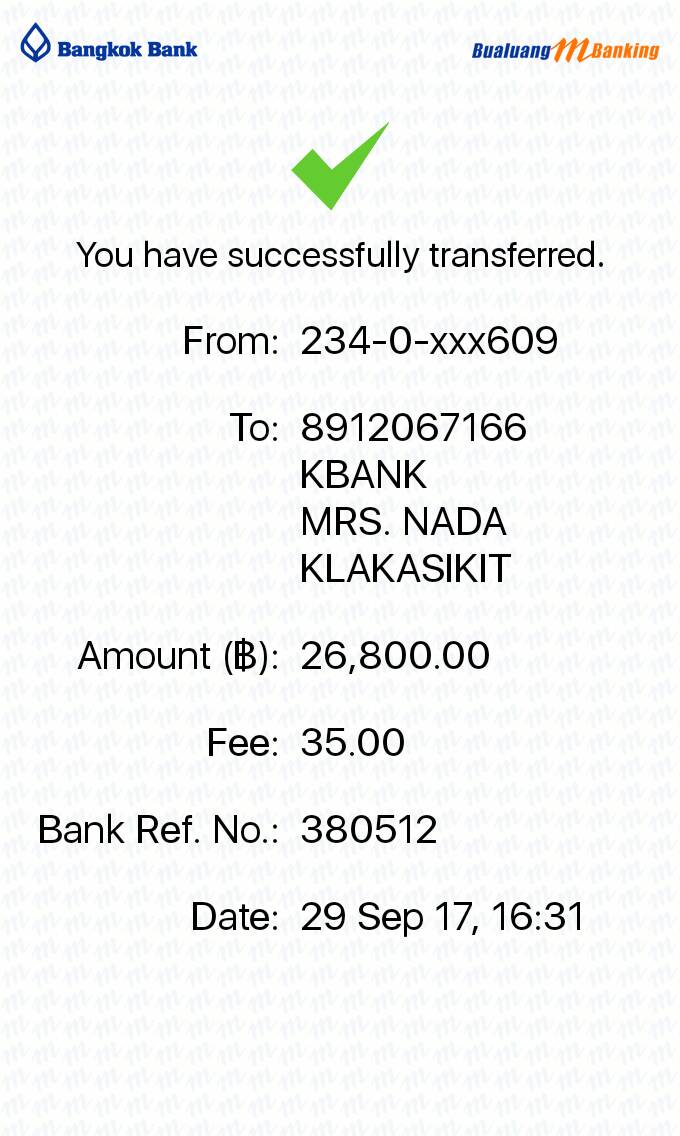 Bangkok Bank
Bualuang mBanking
You have successfully transferred.
From: 234-0-xxx609
To: 8912067166
KBANK
MRS. NADA
KLAKASIKIT
Amount (฿): 26,800.00
Fee: 35.00
Bank Ref. No.: 380512
Date: 29 Sep 17, 16:31